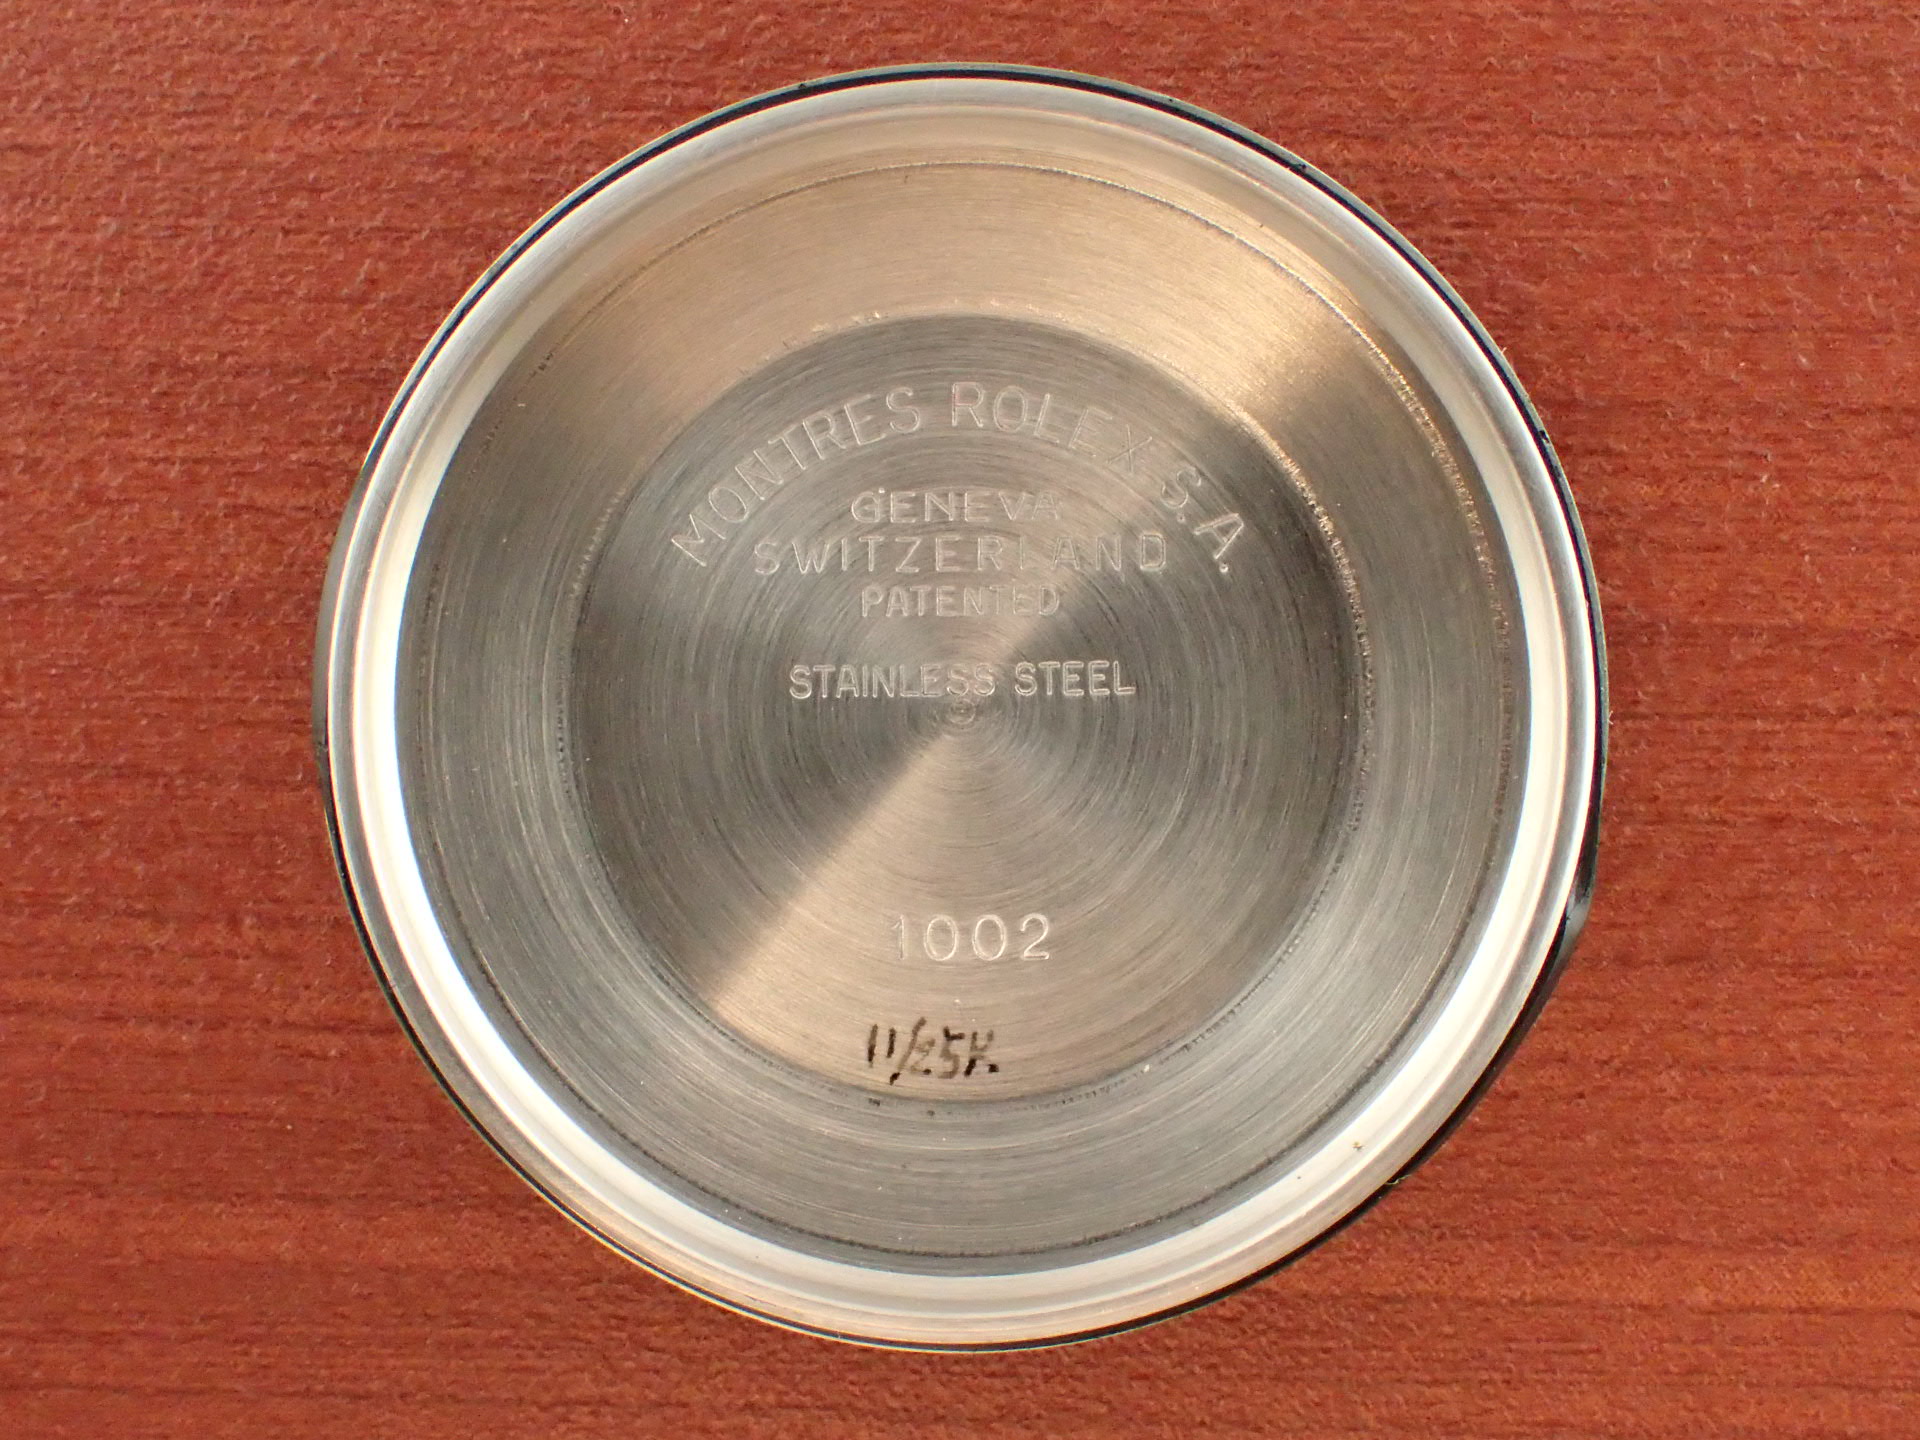 MONTRES ROLEX S.A.
GENEVA
SWITZERLAND
PATENTED
STAINLESS STEEL
1002
11/25K.